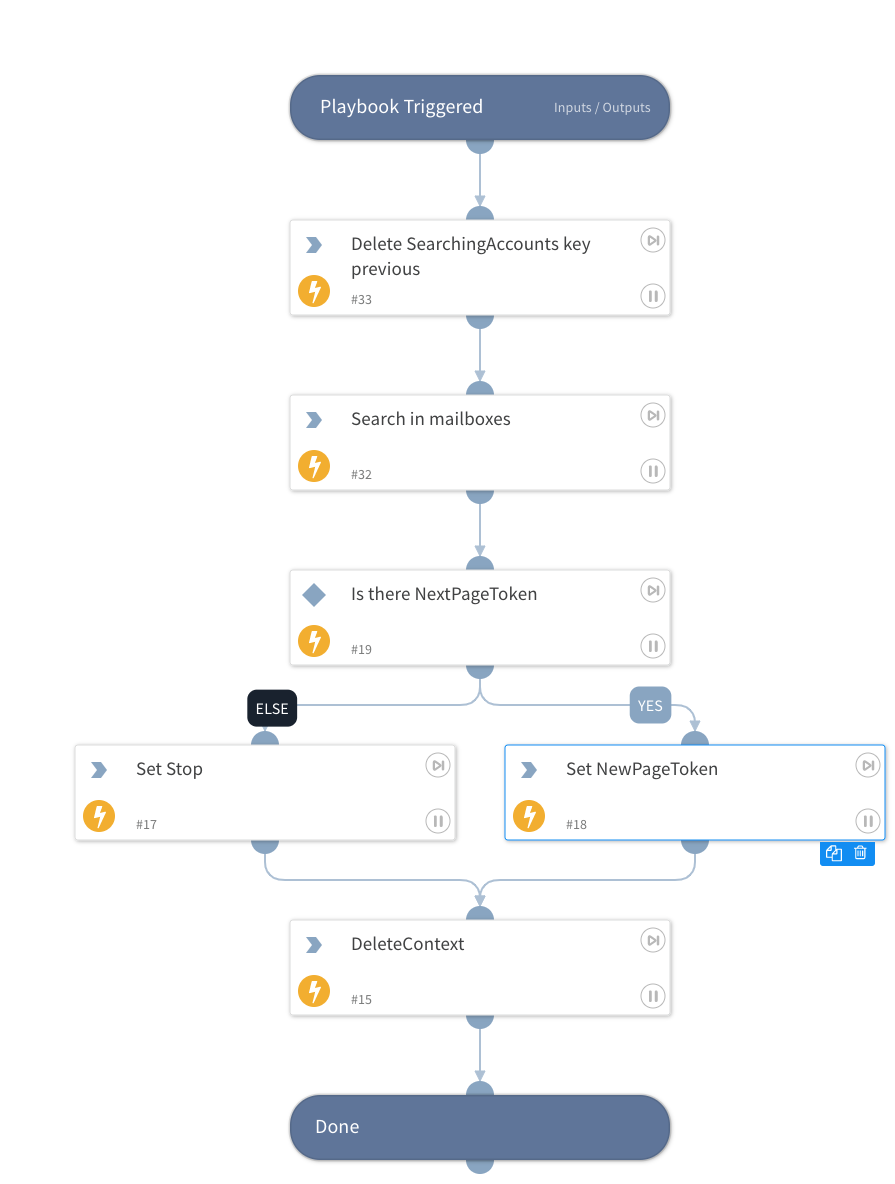 Playbook Triggered
Inputs / Outputs
Delete SearchingAccounts key
previous
#33
Search in mailboxes
#32
Is there NextPageToken
#19
ELSE
YES
Set Stop
#17
Set NewPageToken
#18
DeleteContext
#15
Done